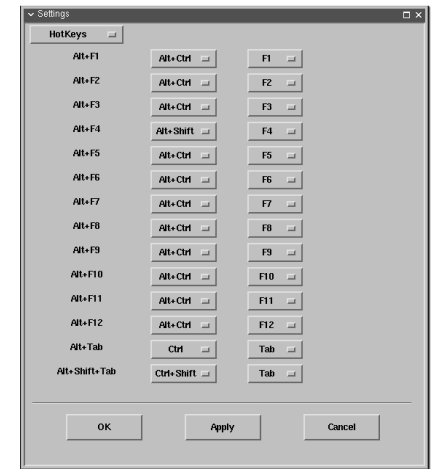 Settings
HotKeys
Alt+F1 Alt+Ctrl F1
Alt+F2 Alt+Ctrl F2
Alt+F3 Alt+Ctrl F3
Alt+F4 Alt+Shift F4
Alt+F5 Alt+Ctrl F5
Alt+F6 Alt+Ctrl F6
Alt+F7 Alt+Ctrl F7
Alt+F8 Alt+Ctrl F8
Alt+F9 Alt+Ctrl F9
Alt+F10 Alt+Ctrl F10
Alt+F11 Alt+Ctrl F11
Alt+F12 Alt+Ctrl F12
Alt+Tab Ctrl Tab
Alt+Shift+Tab Ctrl+Shift Tab
OK Apply Cancel